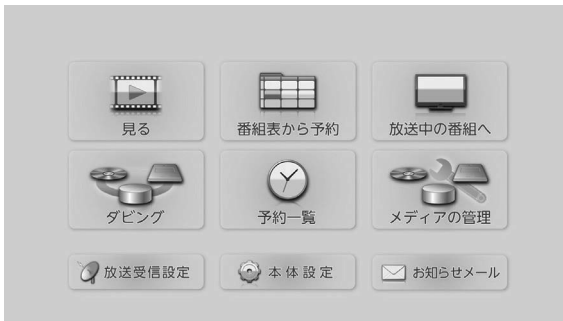 見る
番組表から予約
放送中の番組へ
ダビング
予約一覧
メディアの管理
放送受信設定
本体設定
お知らせメール